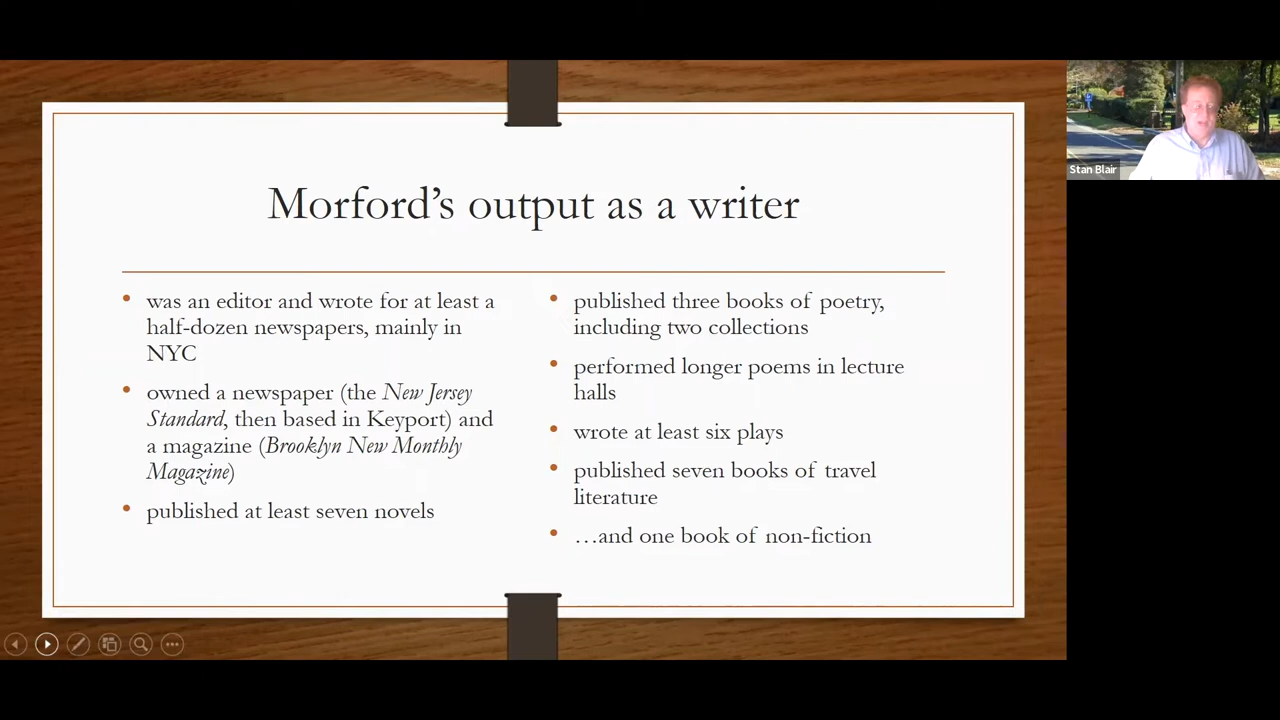 Morford's output as a writer
was an editor and wrote for at least a
half-dozen newspapers, mainly in
NYC
owned a newspaper (the New Jersey
Standard, then based in Keyport) and
a magazine (Brooklyn New Monthly
Magazine)
published at least seven novels
published three books of poetry,
including two collections
performed longer poems in lecture
halls
wrote at least six plays
published seven books of travel
literature
…and one book of non-fiction
Stan Blair